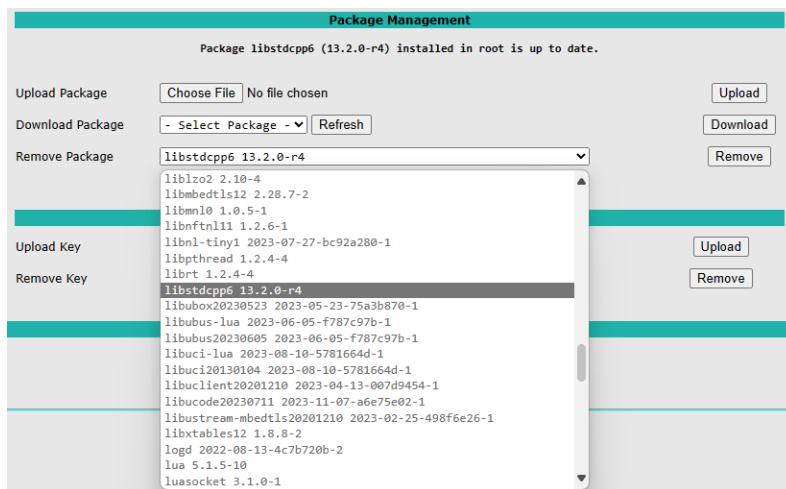 Package Management
Package libstdcpp6 (13.2.0-r4) installed in root is up to date.
Upload Package Choose File No file chosen Upload
Download Package - Select Package - Refresh Download
Remove Package libstdcpp6 13.2.0-r4 Remove
liblzo2 2.10-4
libmbedtls12 2.28.7-2
libmnl0 1.0.5-1
libnftnl11 1.2.6-1
libnl-tiny1 2023-07-27-bc92a280-1
libpthread 1.2.4-4
librt 1.2.4-4
libstdcpp6 13.2.0-r4
libubox20230523 2023-05-23-75a3b870-1
libubus-lua 2023-06-05-f787c97b-1
libubus20230605 2023-06-05-f787c97b-1
libuci-lua 2023-08-10-5781664d-1
libuci20130104 2023-08-10-5781664d-1
libuclient20201210 2023-04-13-007d9454-1
libucode20230711 2023-11-07-a6e75e02-1
libustream-mbedtls20201210 2023-02-25-498f6e26-1
libxtables12 1.8.8-2
logd 2022-08-13-4c7b720b-2
lua 5.1.5-10
luasocket 3.1.0-1
Upload Key Upload
Remove Key Remove